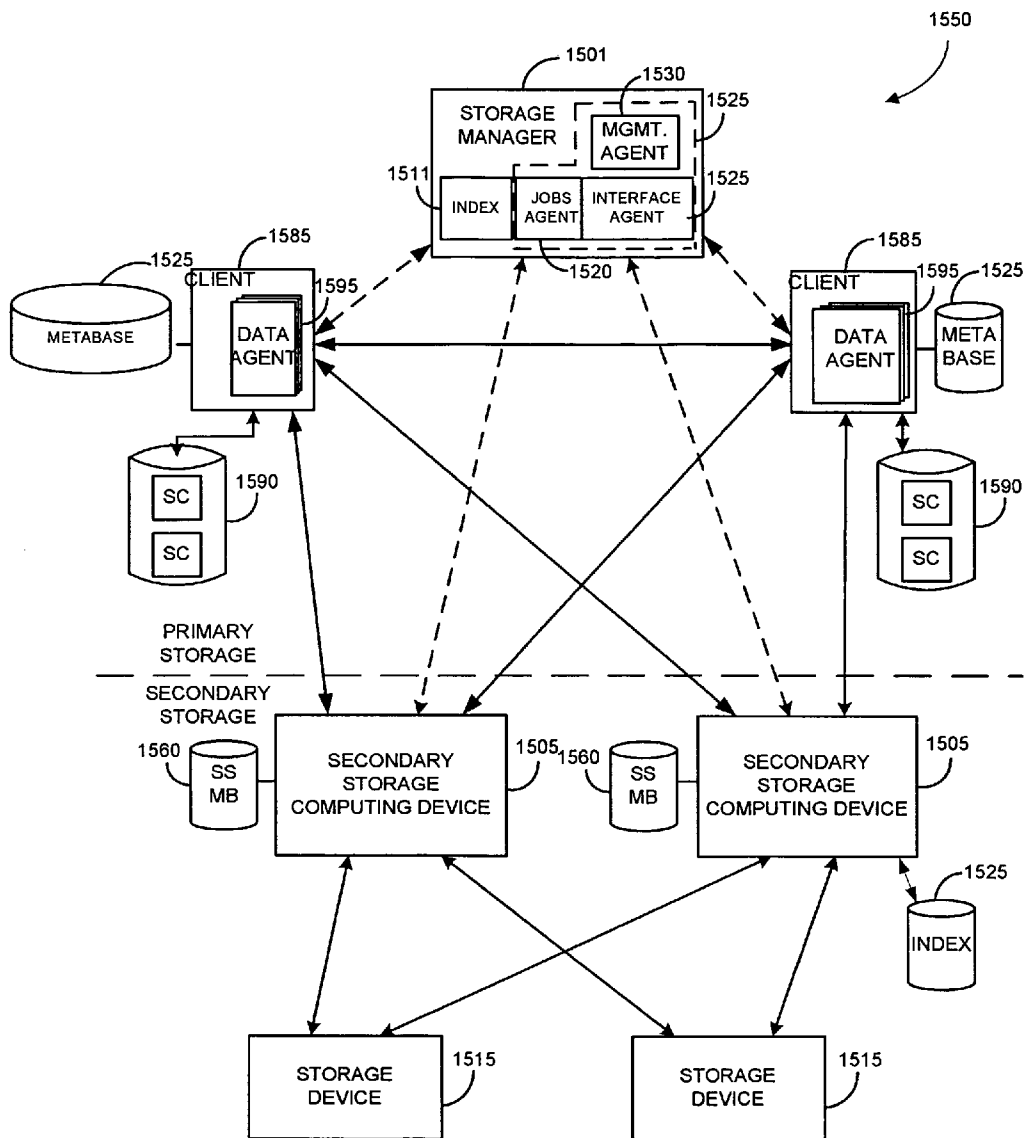 1550
1501
1530
1525
STORAGE
MANAGER
MGMT.
AGENT
1511
1525
INDEX
JOBS
AGENT
INTERFACE
AGENT
1520
1585
1525
CLIENT
1595
METABASE
DATA
AGENT
1585
CLIENT
1595
1525
DATA
AGENT
META
BASE
SC
SC
1590
SC
SC
1590
PRIMARY
STORAGE
SECONDARY
STORAGE
1560
SS
MB
SECONDARY
STORAGE
COMPUTING DEVICE
1505
1560
SS
MB
SECONDARY
STORAGE
COMPUTING DEVICE
1505
1525
INDEX
STORAGE
DEVICE
1515
STORAGE
DEVICE
1515